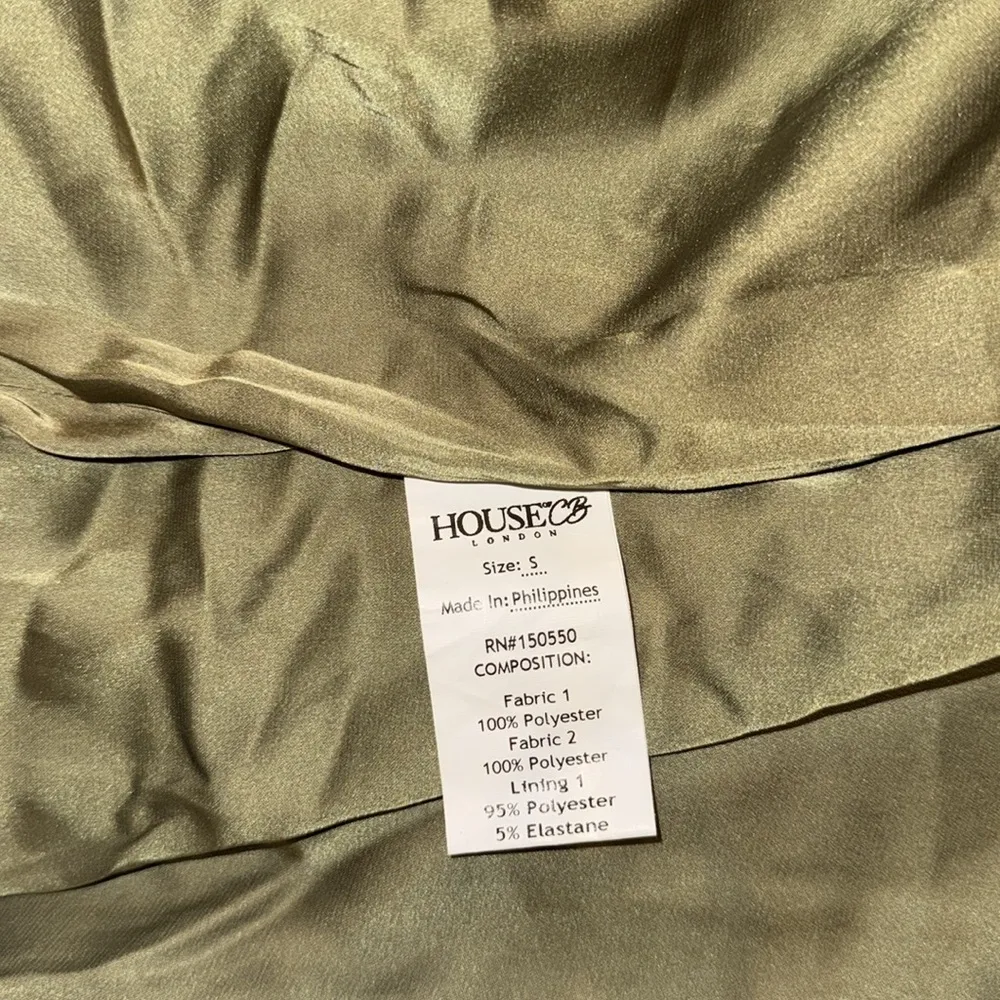 HOUSE OF CB
LONDON
Size: S
Made In: Philippines
RN#150550
COMPOSITION:
Fabric 1
100% Polyester
Fabric 2
100% Polyester
Lining 1
95% Polyester
5% Elastane